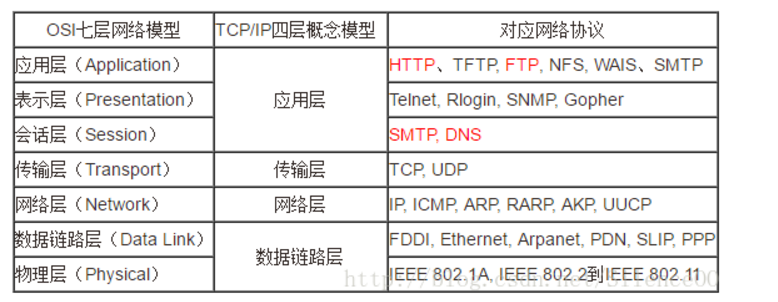 OSI七层网络模型 TCP/IP四层概念模型 对应网络协议
应用层（Application） 应用层 HTTP、TFTP, FTP, NFS, WAIS、SMTP
表示层（Presentation） Telnet, Rlogin, SNMP, Gopher
会话层（Session） SMTP, DNS
传输层（Transport） 传输层 TCP, UDP
网络层（Network） 网络层 IP, ICMP, ARP, RARP, AKP, UUCP
数据链路层（Data Link） 数据链路层 FDDI, Ethernet, Arpanet, PDN, SLIP, PPP
物理层（Physical） IEEE 802.1A, IEEE 802.2到IEEE 802.11
http://blog.csdn.net/